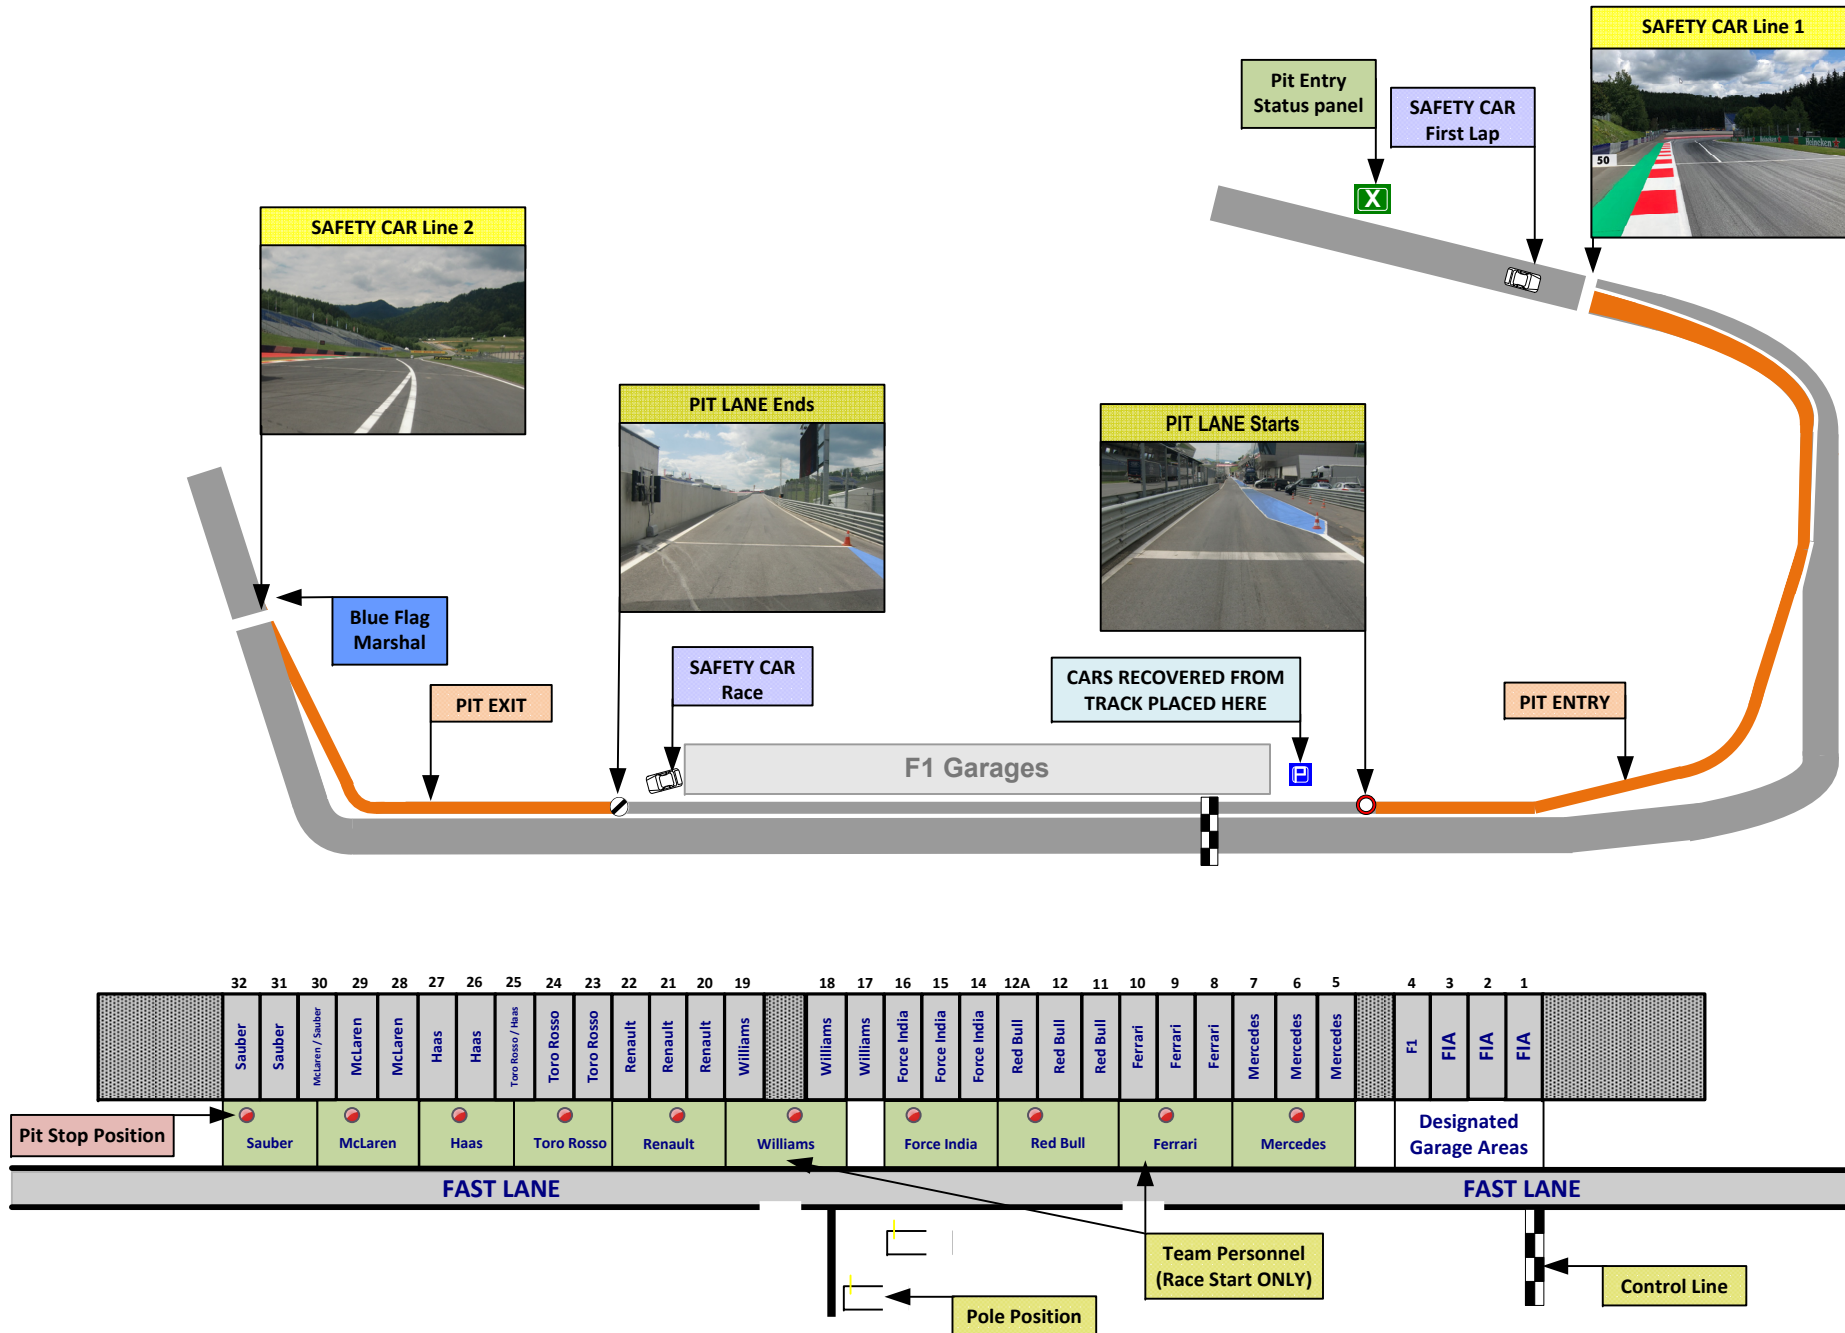 SAFETY CAR Line 1
Pit Entry
Status panel
SAFETY CAR
First Lap
X
50
Heineken
SAFETY CAR Line 2
PIT LANE Ends
PIT LANE Starts
Blue Flag
Marshal
SAFETY CAR
Race
CARS RECOVERED FROM
TRACK PLACED HERE
PIT EXIT
PIT ENTRY
F1 Garages
P
32 31 30 29 28 27 26 25 24 23 22 21 20 19 18 17 16 15 14 12A 12 11 10 9 8 7 6 5 4 3 2 1
Sauber
Sauber
McLaren / Sauber
McLaren
McLaren
Haas
Haas
Toro Rosso / Haas
Toro Rosso
Toro Rosso
Renault
Renault
Renault
Williams
Williams
Williams
Force India
Force India
Force India
Red Bull
Red Bull
Red Bull
Ferrari
Ferrari
Ferrari
Mercedes
Mercedes
Mercedes
F1
FIA
FIA
FIA
Pit Stop Position
Sauber McLaren Haas Toro Rosso Renault Williams Force India Red Bull Ferrari Mercedes
Designated
Garage Areas
FAST LANE FAST LANE
Team Personnel
(Race Start ONLY)
Control Line
Pole Position